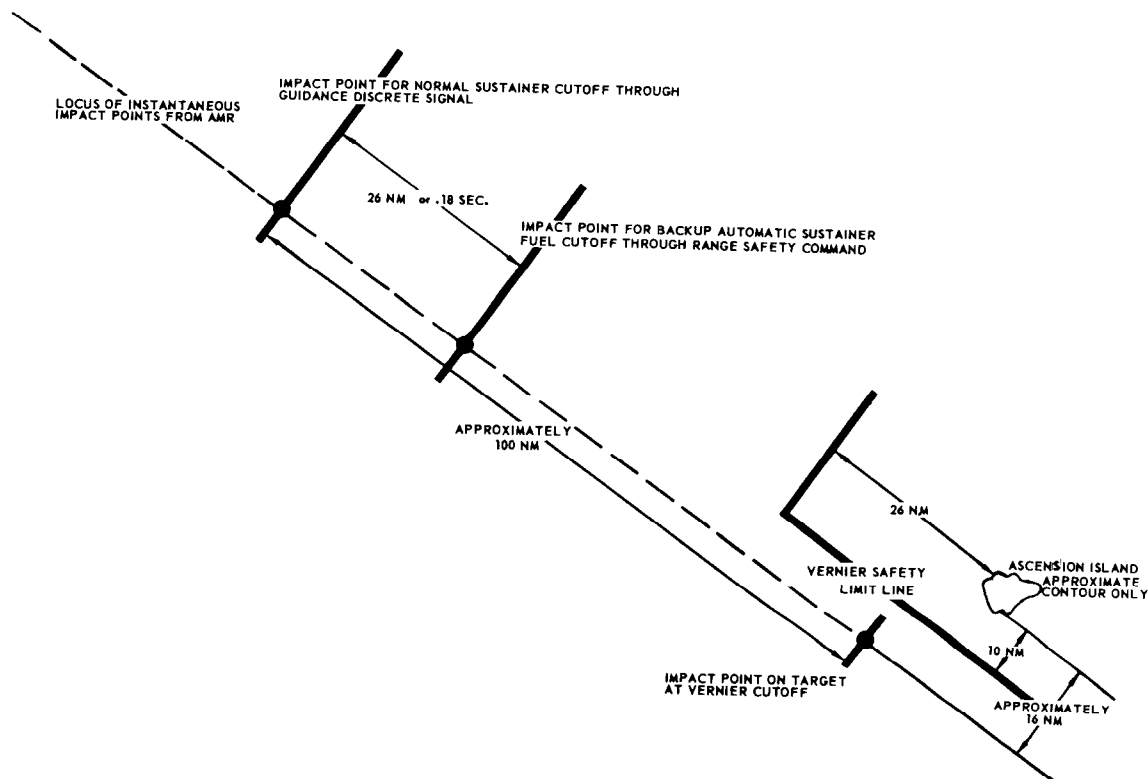 IMPACT POINT FOR NORMAL SUSTAINER CUTOFF THROUGH
GUIDANCE DISCRETE SIGNAL
LOCUS OF INSTANTANEOUS
IMPACT POINTS FROM AMR
26 NM or .18 SEC.
IMPACT POINT FOR BACKUP AUTOMATIC SUSTAINER
FUEL CUTOFF THROUGH RANGE SAFETY COMMAND
APPROXIMATELY
100 NM
26 NM
VERNIER SAFETY
LIMIT LINE
ASCENSION ISLAND
APPROXIMATE
CONTOUR ONLY
10 NM
IMPACT POINT ON TARGET
AT VERNIER CUTOFF
APPROXIMATELY
16 NM